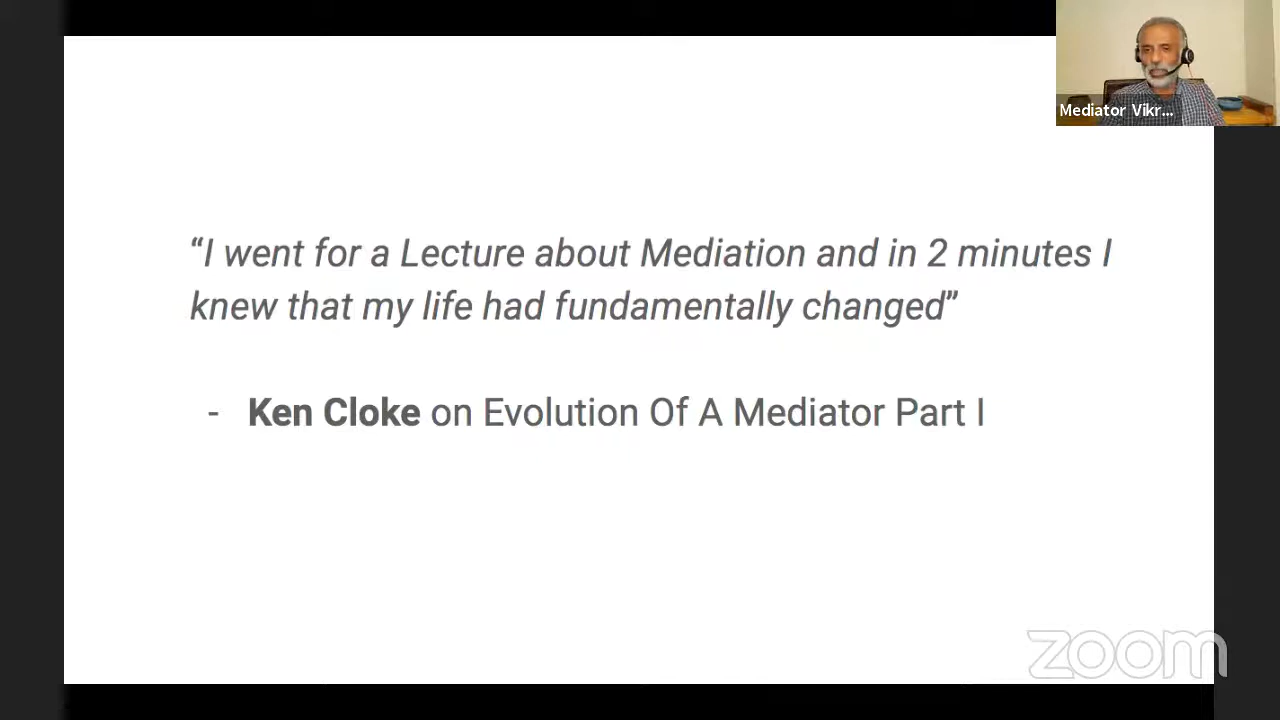 Mediator Vikr...
“I went for a Lecture about Mediation and in 2 minutes I
knew that my life had fundamentally changed”
- Ken Cloke on Evolution Of A Mediator Part I
zoom